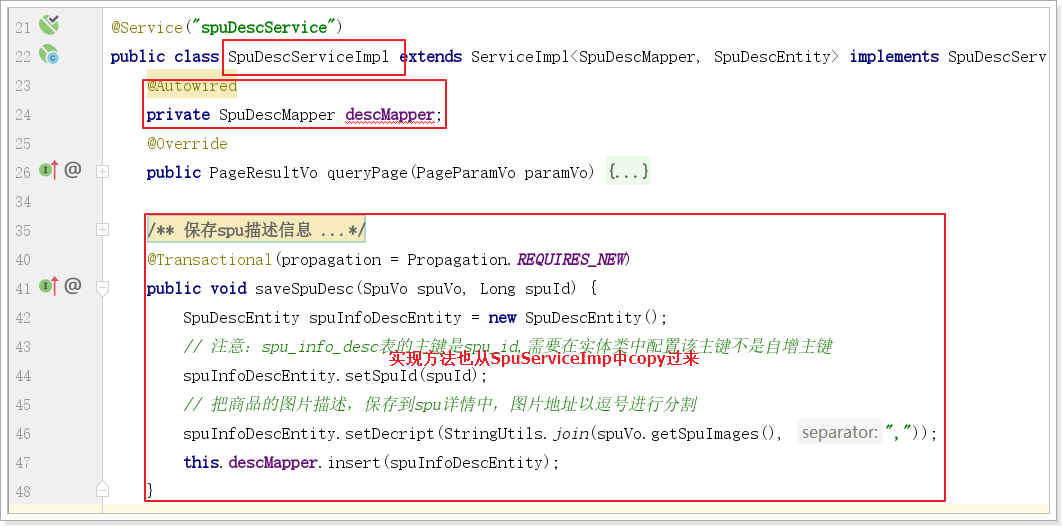 21 @Service("spuDescService")
22 public class SpuDescServiceImpl extends ServiceImpl<SpuDescMapper, SpuDescEntity> implements SpuDescServ
23 @Autowired
24 private SpuDescMapper descMapper;
25 @Override
26 public PageResultVo queryPage(PageParamVo paramVo) {...}
34
35 /** 保存spu描述信息 ...*/
40 @Transactional(propagation = Propagation.REQUIRES_NEW)
41 public void saveSpuDesc(SpuVo spuVo, Long spuId) {
42 SpuDescEntity spuInfoDescEntity = new SpuDescEntity();
43 // 注意：spu_info_desc表的主键是spu_id,需要在实体类中配置该主键不是自增主键
实现方法也从SpuServiceImp中copy过来
44 spuInfoDescEntity.setSpuId(spuId);
45 // 把商品的图片描述，保存到spu详情中，图片地址以逗号进行分割
46 spuInfoDescEntity.setDecript(StringUtils.join(spuVo.getSpuImages(), separator: ","));
47 this.descMapper.insert(spuInfoDescEntity);
48 }